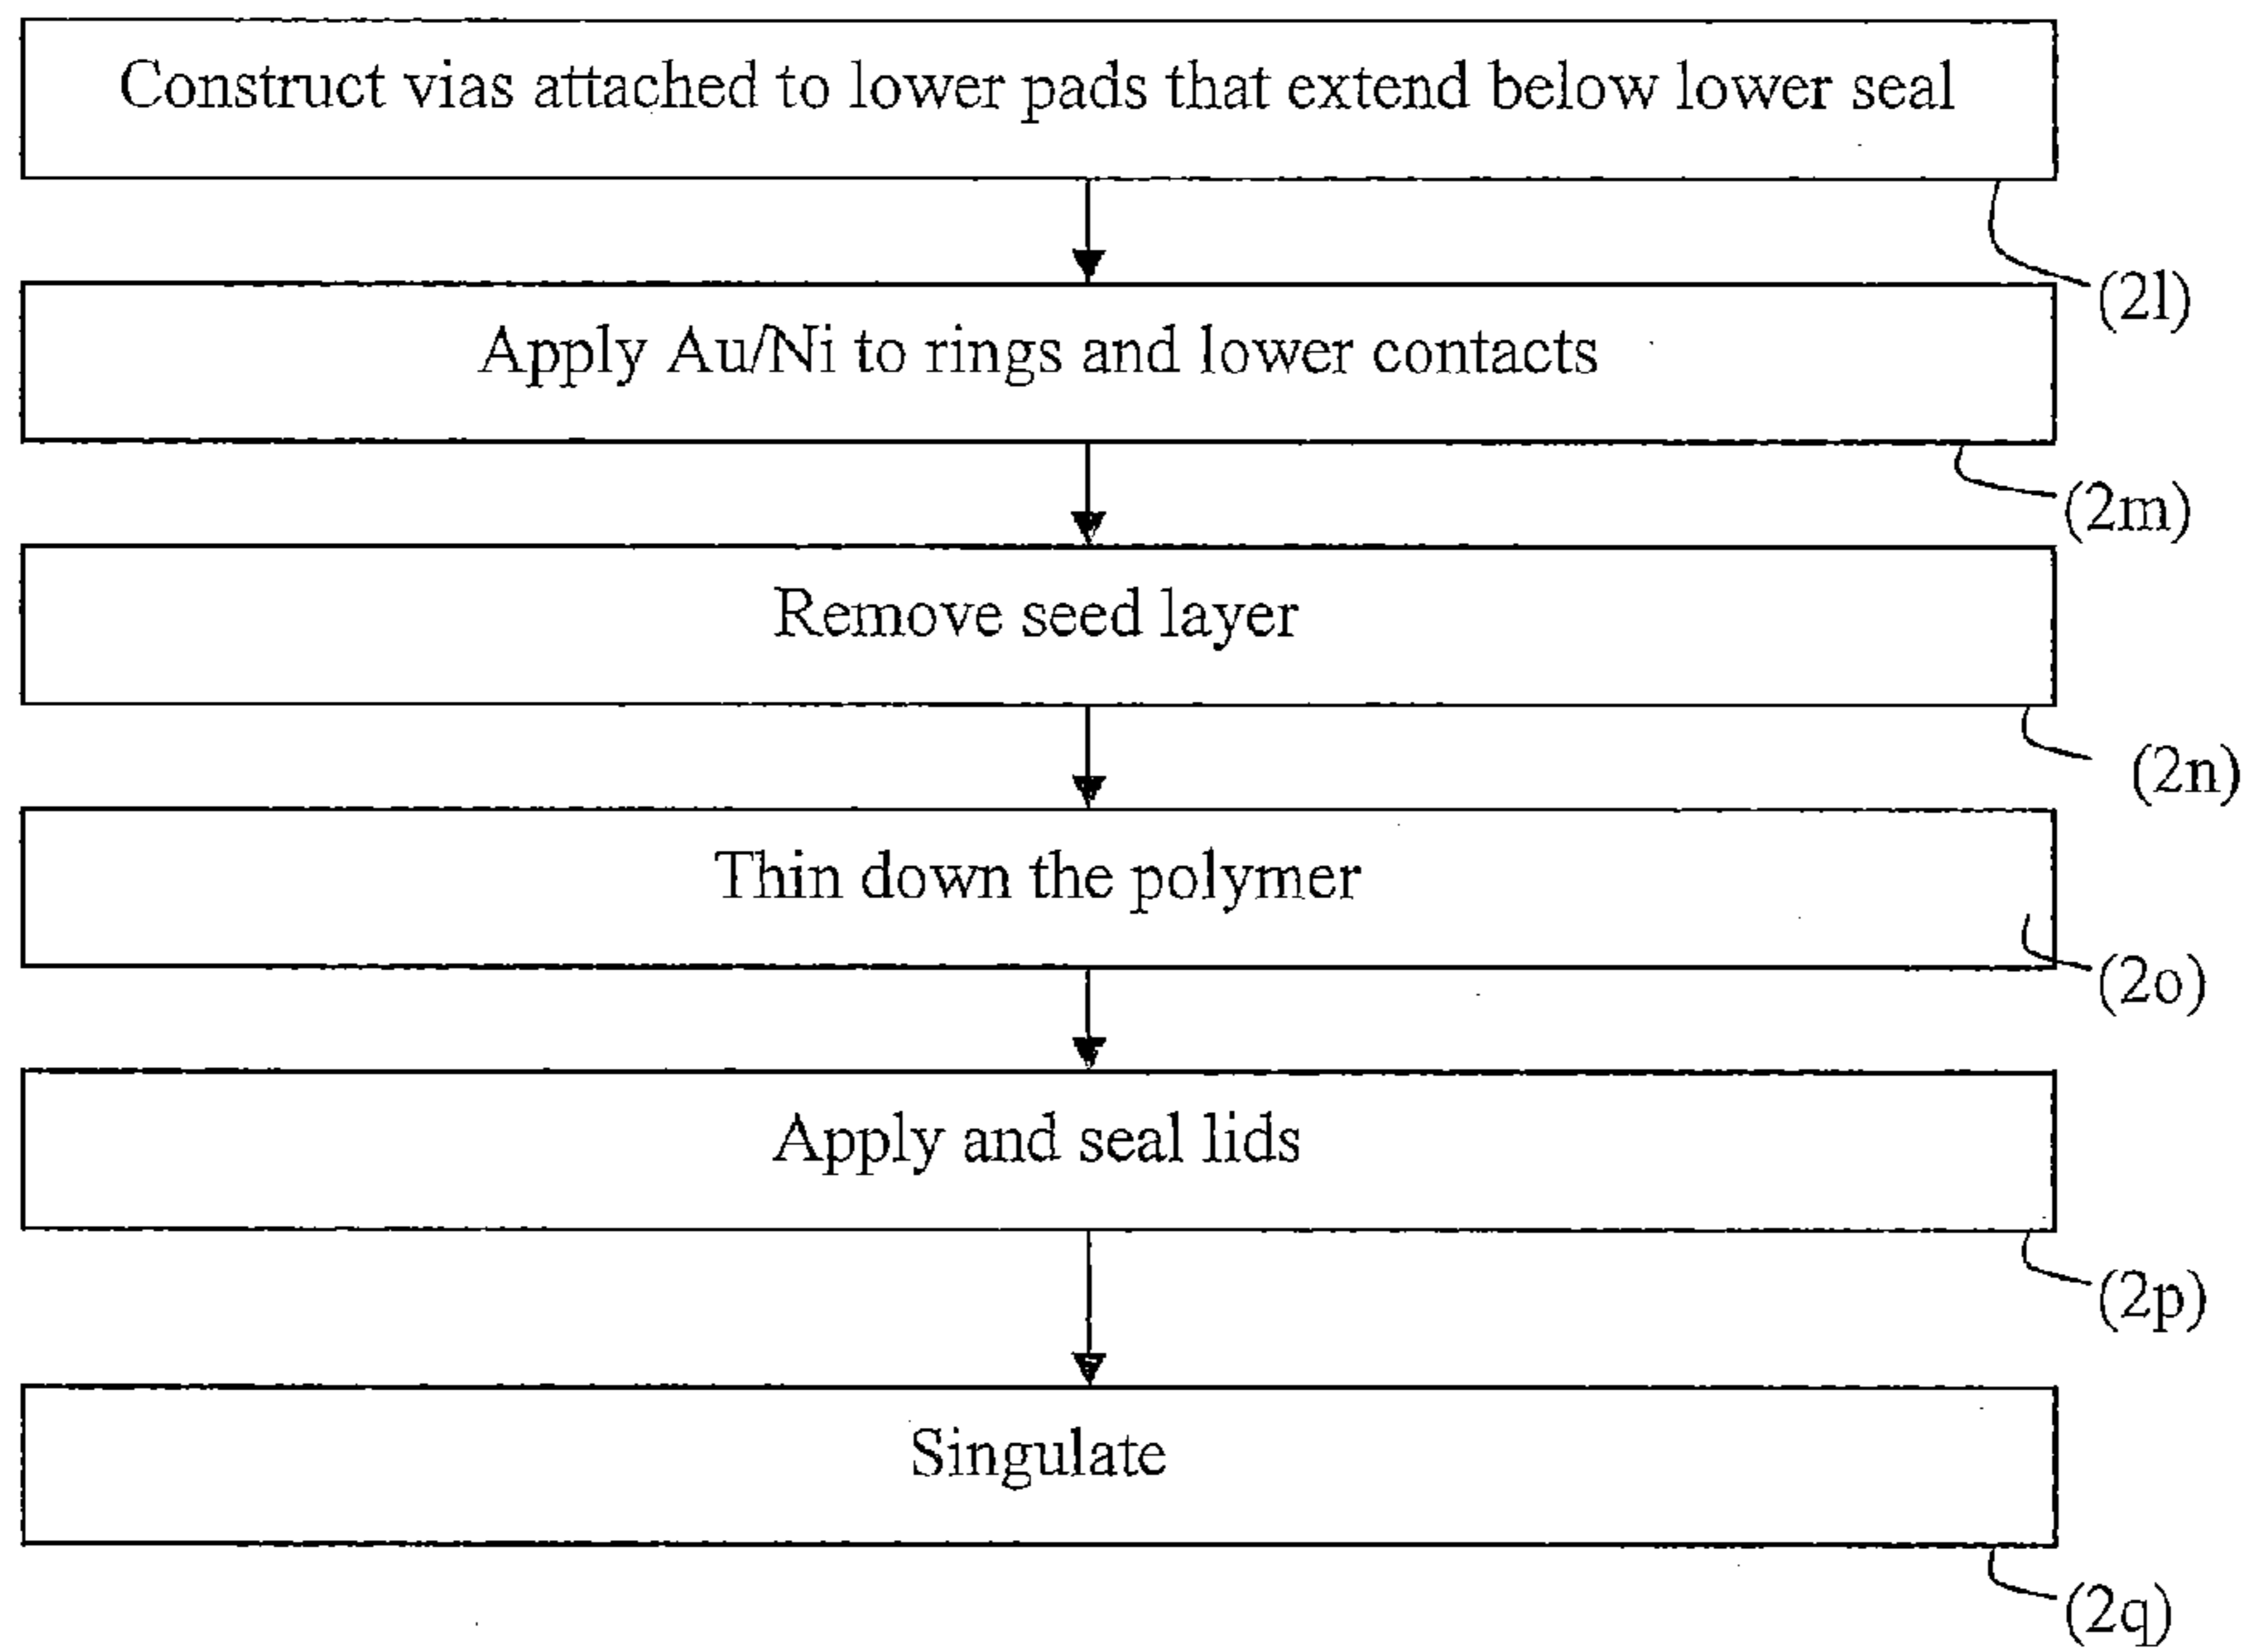 Construct vias attached to lower pads that extend below lower seal
(2l)
Apply Au/Ni to rings and lower contacts
(2m)
Remove seed layer
(2n)
Thin down the polymer
(2o)
Apply and seal lids
(2p)
Singulate
(2q)